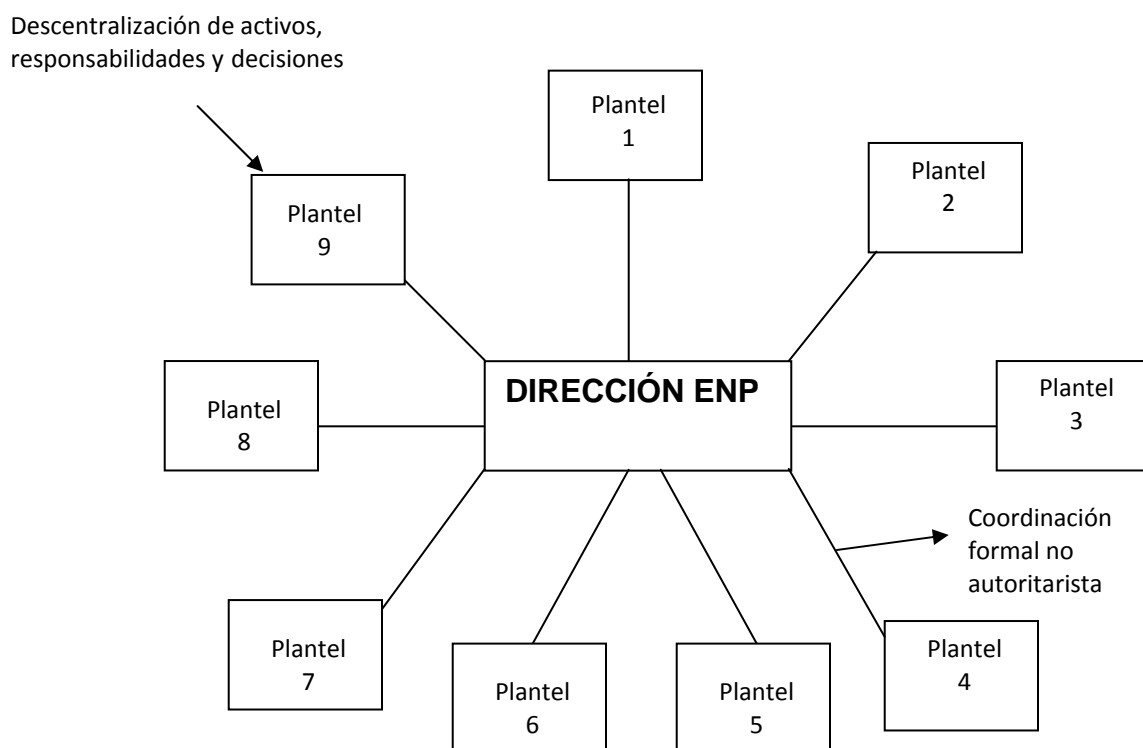 Descentralización de activos,
responsabilidades y decisiones
Plantel
1
Plantel
2
Plantel
9
DIRECCIÓN ENP
Plantel
3
Plantel
8
Coordinación
formal no
autoritarista
Plantel
7
Plantel
6
Plantel
5
Plantel
4